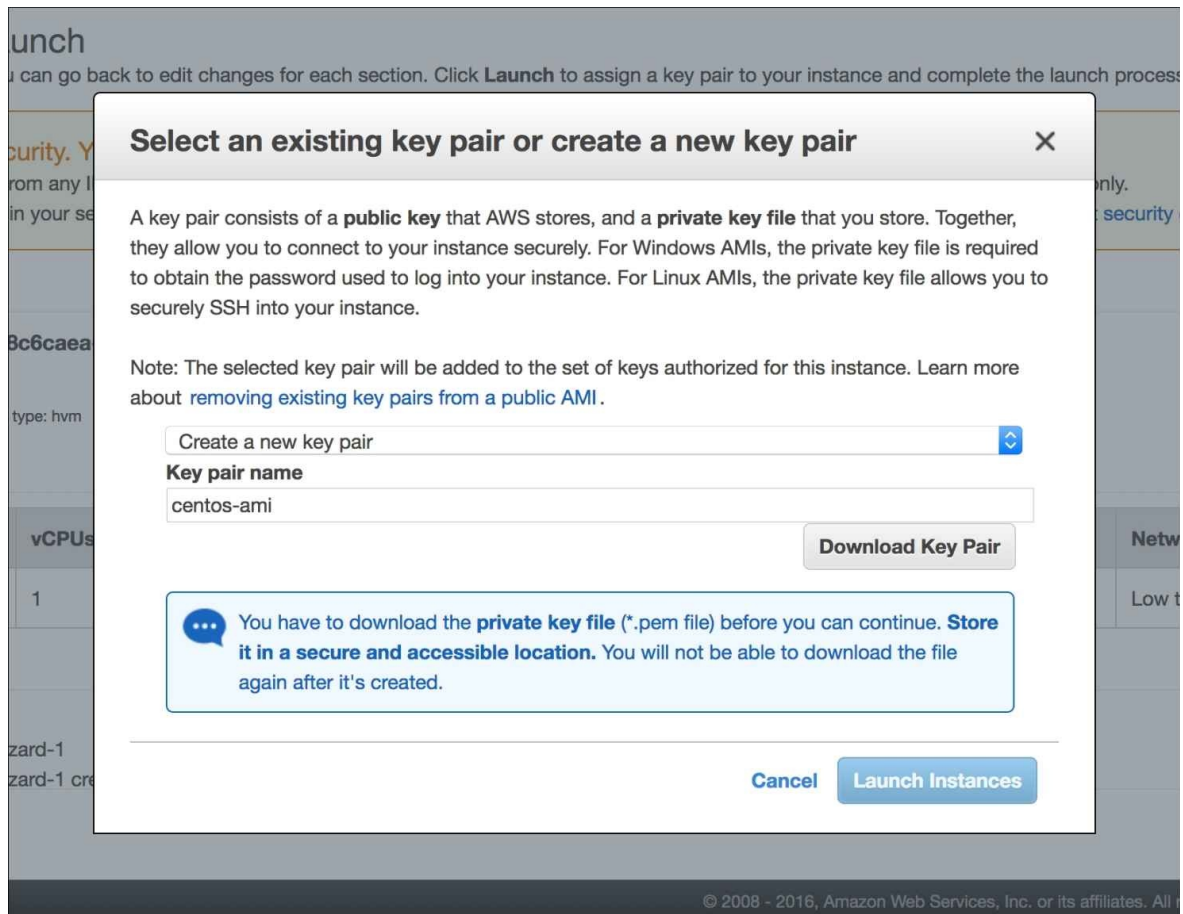 unch
u can go back to edit changes for each section. Click Launch to assign a key pair to your instance and complete the launch process
curity. Y
rom any I
only.
in your se
t security
Select an existing key pair or create a new key pair
A key pair consists of a public key that AWS stores, and a private key file that you store. Together,
they allow you to connect to your instance securely. For Windows AMIs, the private key file is required
to obtain the password used to log into your instance. For Linux AMIs, the private key file allows you to
securely SSH into your instance.
8c6caea
Note: The selected key pair will be added to the set of keys authorized for this instance. Learn more
about removing existing key pairs from a public AMI.
type: hvm
Create a new key pair
Key pair name
centos-ami
Download Key Pair
vCPUs
Netw
1
Low t
You have to download the private key file (*.pem file) before you can continue. Store
it in a secure and accessible location. You will not be able to download the file
again after it's created.
zard-1
zard-1 cre
Cancel
Launch Instances
© 2008 - 2016, Amazon Web Services, Inc. or its affiliates. All r